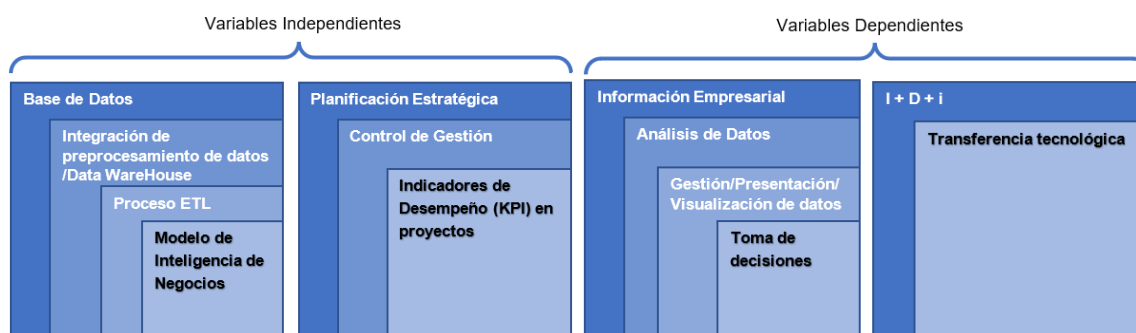 Variables Independientes
Variables Dependientes
Base de Datos
Integración de
preprocesamiento de datos
/Data WareHouse
Proceso ETL
Modelo de
Inteligencia de
Negocios
Planificación Estratégica
Control de Gestión
Indicadores de
Desempeño (KPI) en
proyectos
Información Empresarial
Análisis de Datos
Gestión/Presentación/
Visualización de datos
Toma de
decisiones
I + D + i
Transferencia tecnológica